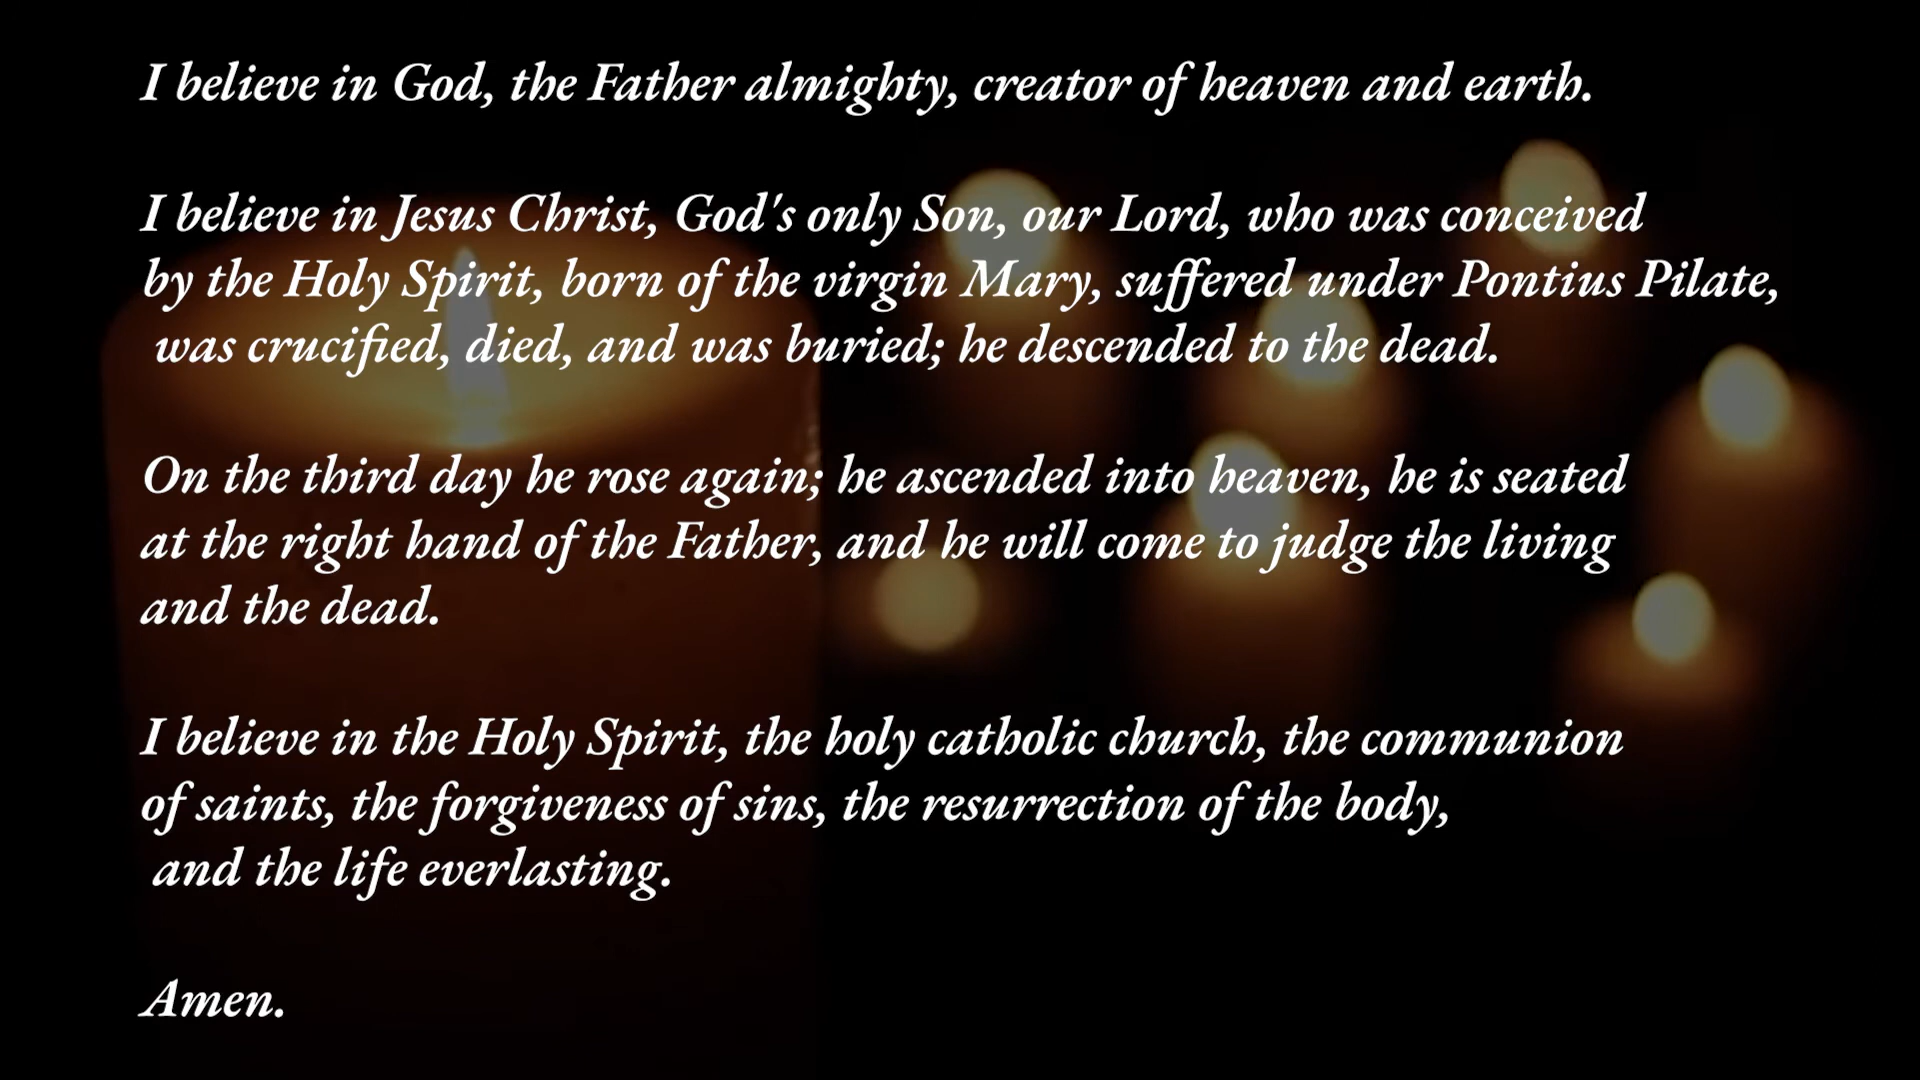 I believe in God, the Father almighty, creator of heaven and earth.
I believe in Jesus Christ, God's only Son, our Lord, who was conceived
by the Holy Spirit, born of the virgin Mary, suffered under Pontius Pilate,
was crucified, died, and was buried; he descended to the dead.
On the third day he rose again; he ascended into heaven, he is seated
at the right hand of the Father, and he will come to judge the living
and the dead.
I believe in the Holy Spirit, the holy catholic church, the communion
of saints, the forgiveness of sins, the resurrection of the body,
and the life everlasting.
Amen.